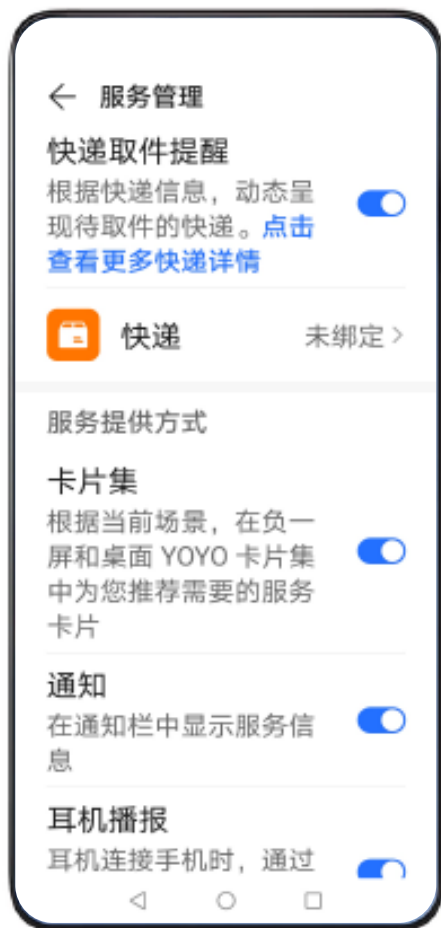 服务管理
快递取件提醒
根据快递信息，动态呈
现待取件的快递。点击
查看更多快递详情
快递 未绑定
服务提供方式
卡片集
根据当前场景，在负一
屏和桌面 YOYO 卡片集
中为您推荐需要的服务
卡片
通知
在通知栏中显示服务信
息
耳机播报
耳机连接手机时，通过